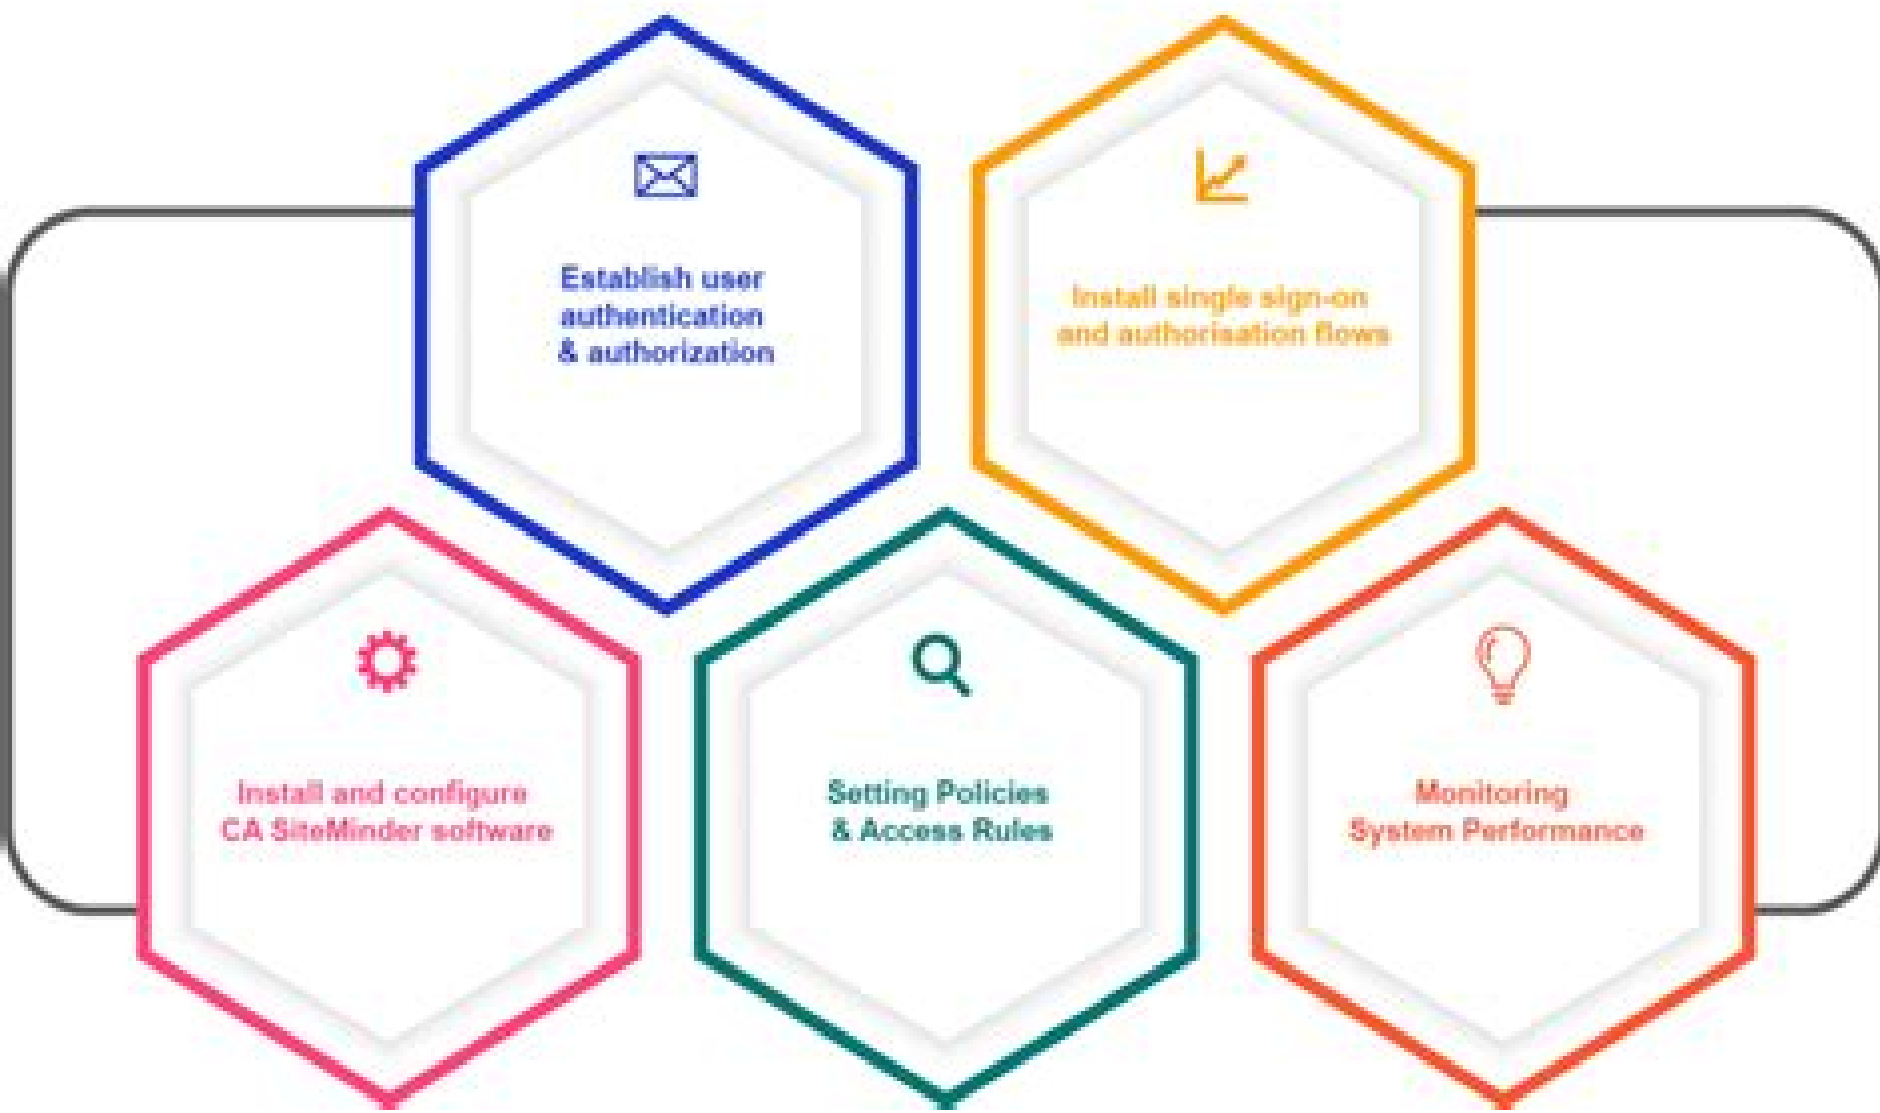 Establish user
authentication
& authorization
Install single sign-on
and authorisation flows
Install and configure
CA SiteMinder software
Setting Policies
& Access Rules
Monitoring
System Performance